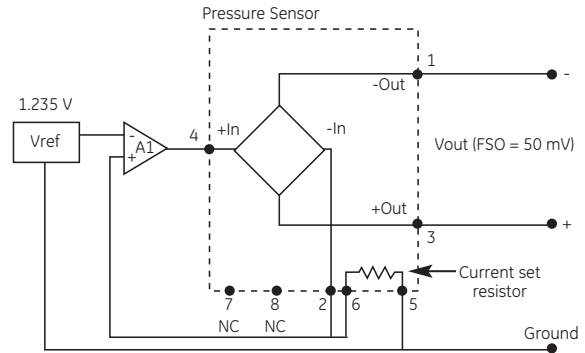 Pressure Sensor
1
-Out
-
1.235 V
Vref
-
+
A1
4
+In
-In
Vout (FSO = 50 mV)
+Out
+
3
Current set
resistor
7
8
2
6
5
NC
NC
Ground